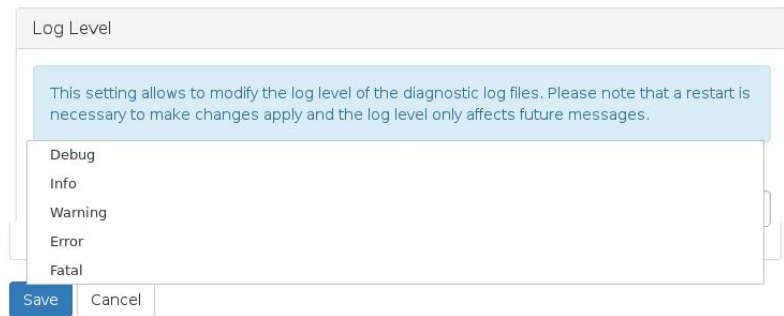 Log Level
This setting allows to modify the log level of the diagnostic log files. Please note that a restart is
necessary to make changes apply and the log level only affects future messages.
Debug
Info
Warning
Error
Fatal
Save Cancel